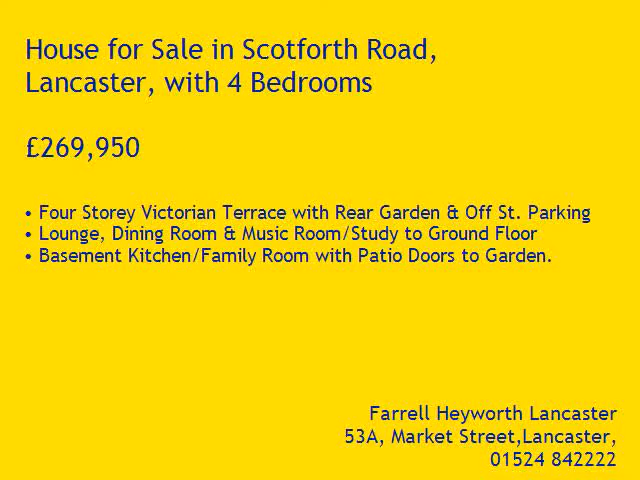 House for Sale in Scotforth Road,
Lancaster, with 4 Bedrooms
£269,950
• Four Storey Victorian Terrace with Rear Garden & Off St. Parking
• Lounge, Dining Room & Music Room/Study to Ground Floor
• Basement Kitchen/Family Room with Patio Doors to Garden.
Farrell Heyworth Lancaster
53A, Market Street,Lancaster,
01524 842222